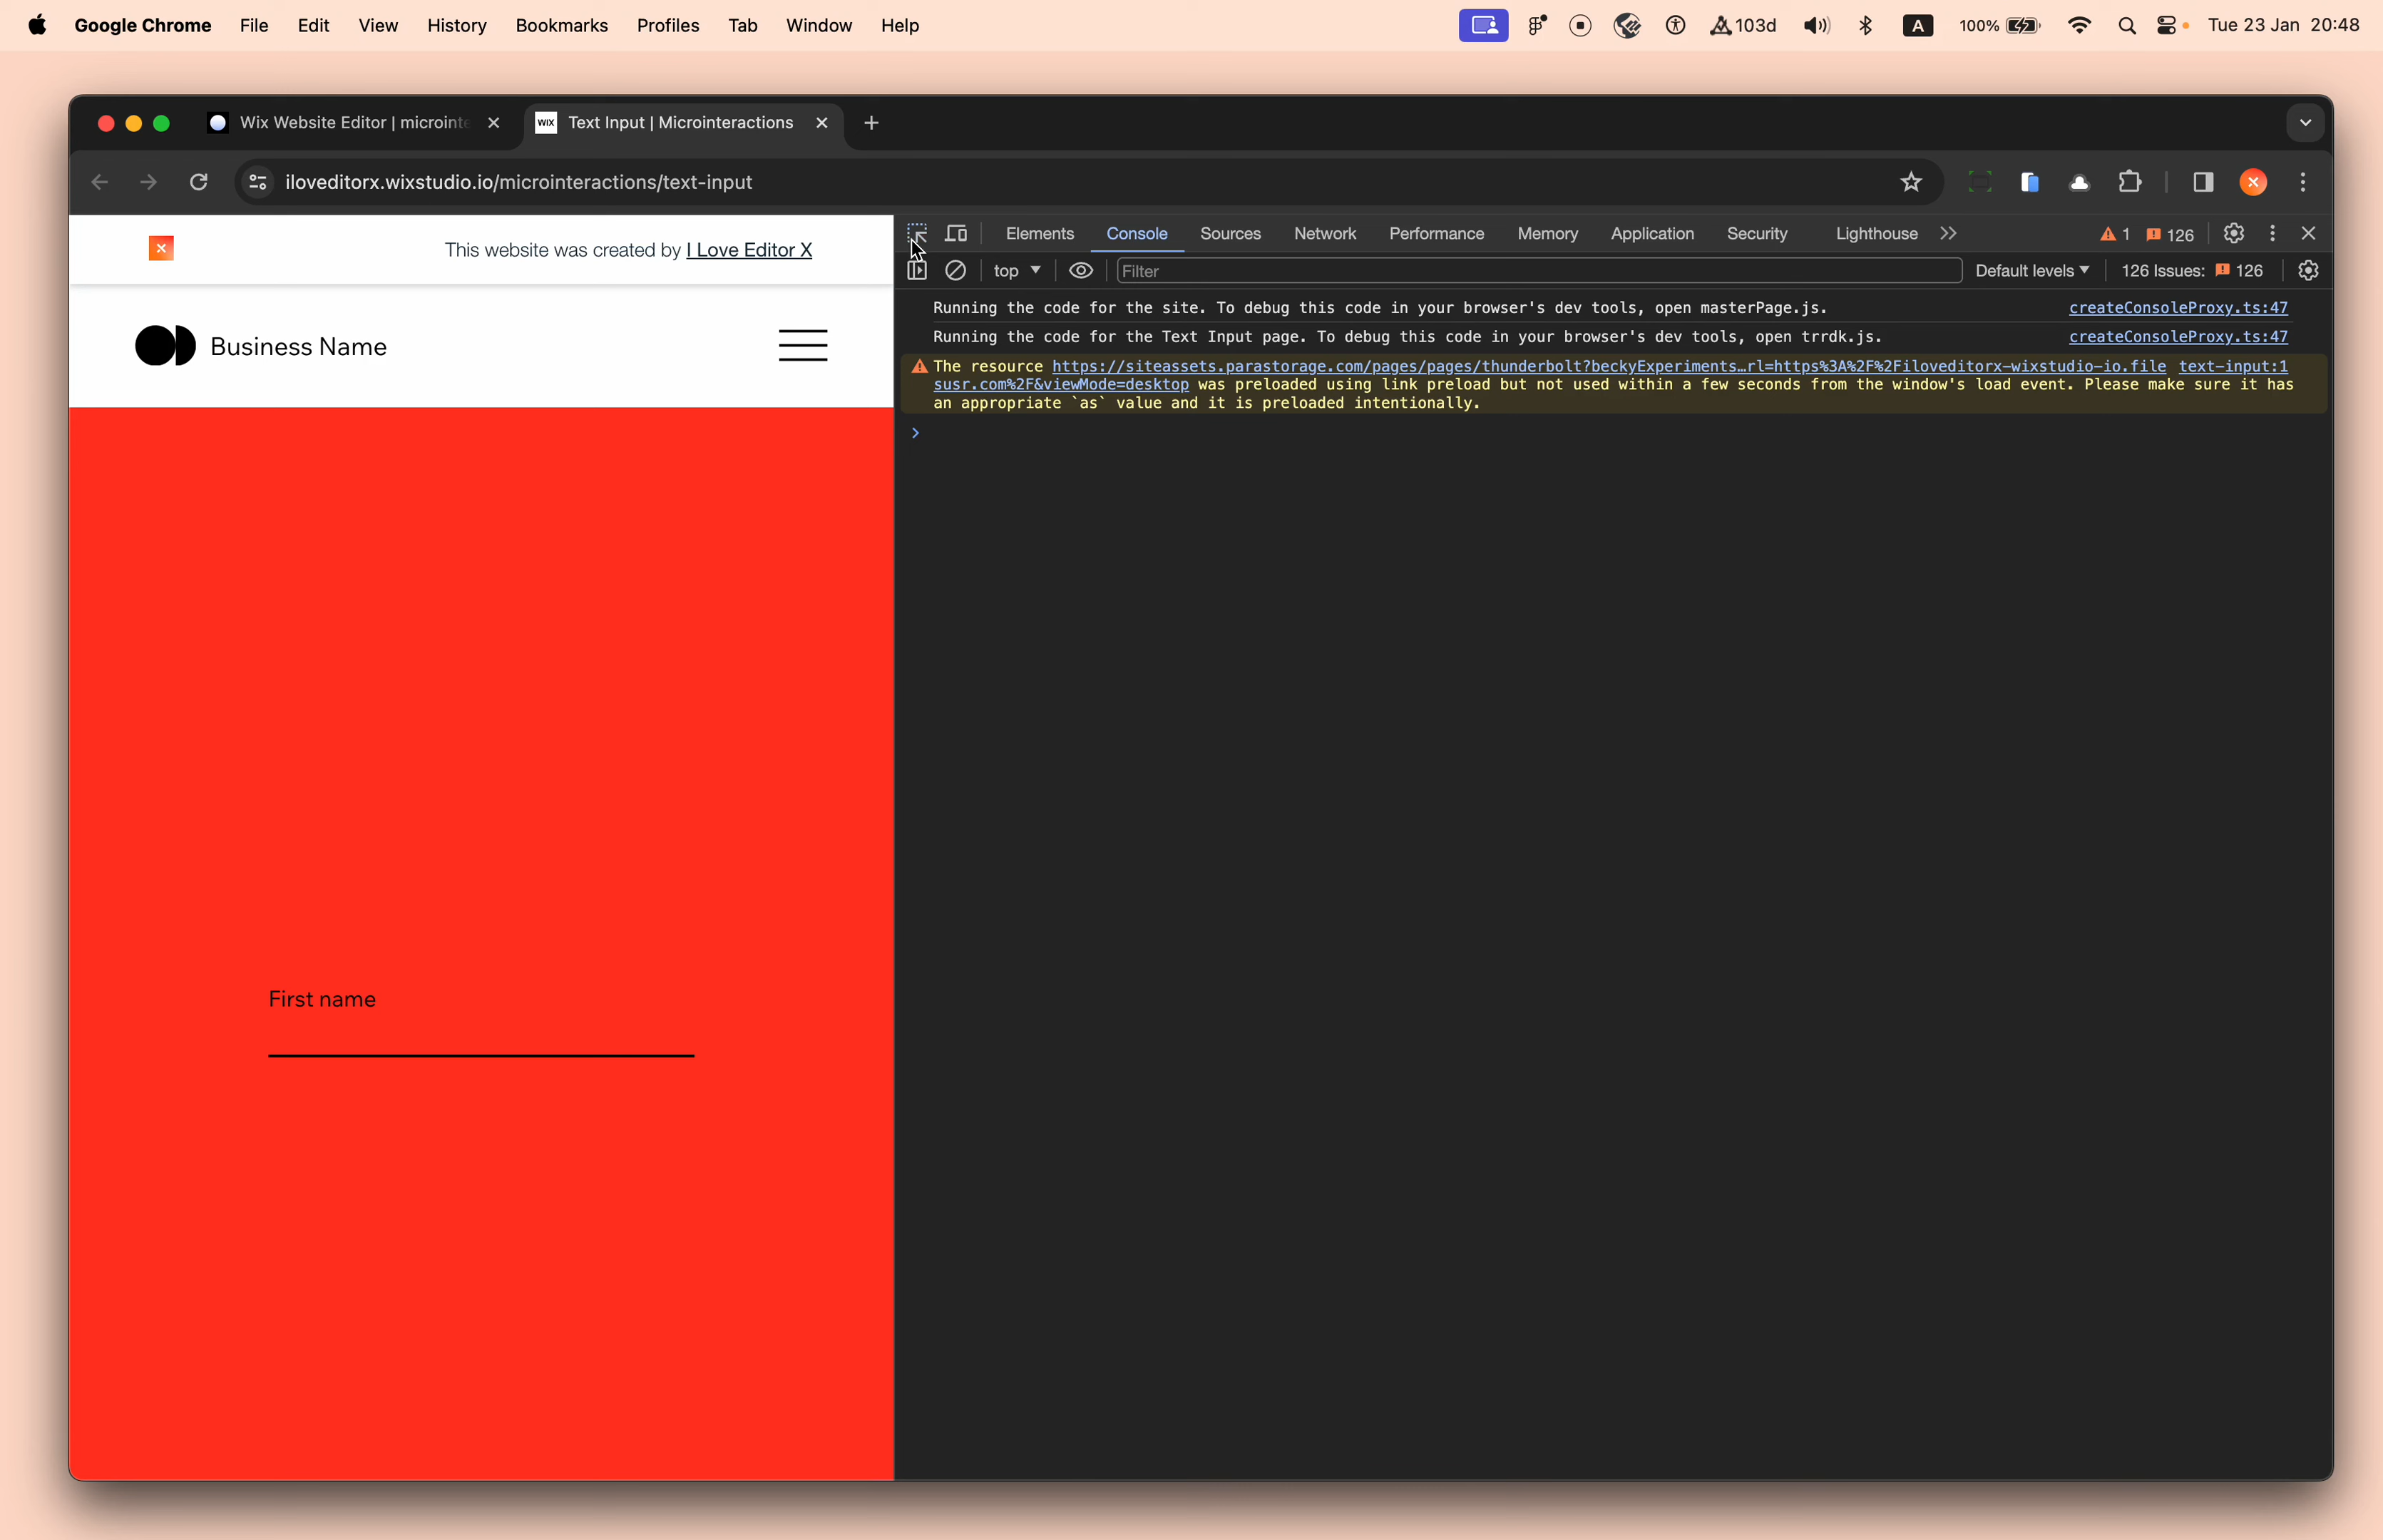 Google Chrome File Edit View History Bookmarks Profiles Tab Window Help 103d A 100% Tue 23 Jan 20:48
Wix Website Editor | microinte
WIX Text Input | Microinteractions
iloveditorx.wixstudio.io/microinteractions/text-input
This website was created by I Love Editor X
Business Name
First name
Elements Console Sources Network Performance Memory Application Security Lighthouse 1 126
top Filter Default levels 126 Issues: 126
Running the code for the site. To debug this code in your browser's dev tools, open masterPage.js. createConsoleProxy.ts:47
Running the code for the Text Input page. To debug this code in your browser's dev tools, open trrdk.js. createConsoleProxy.ts:47
The resource https://siteassets.parastorage.com/pages/pages/thunderbolt?beckyExperiments…rl=https%3A%2F%2Filoveditorx-wixstudio-io.file text-input:1
susr.com%2F&viewMode=desktop was preloaded using link preload but not used within a few seconds from the window's load event. Please make sure it has
an appropriate `as` value and it is preloaded intentionally.